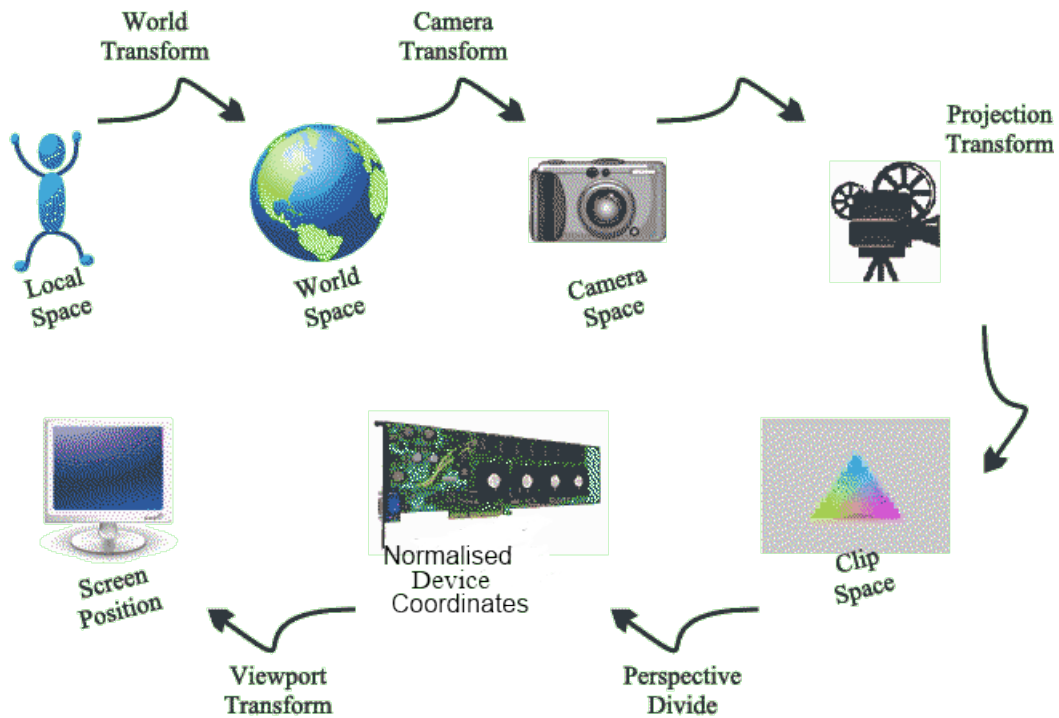 World
Transform
Camera
Transform
Projection
Transform
Local
Space
World
Space
Camera
Space
Clip
Space
Normalised
Device
Coordinates
Screen
Position
Perspective
Divide
Viewport
Transform